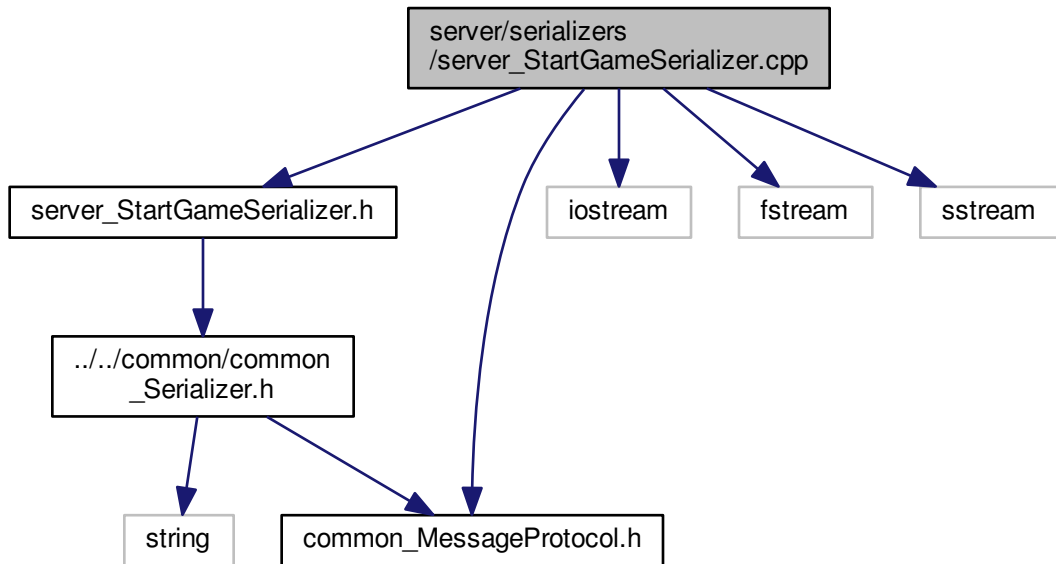 server/serializers
/server_StartGameSerializer.cpp
server_StartGameSerializer.h
iostream
fstream
sstream
../../common/common
_Serializer.h
string
common_MessageProtocol.h